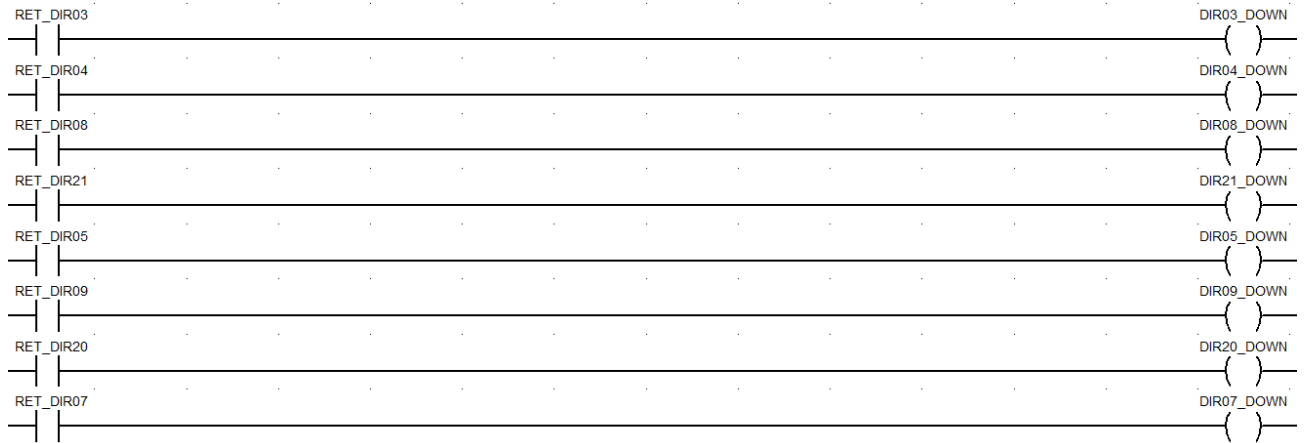 RET_DIR03 DIR03_DOWN
RET_DIR04 DIR04_DOWN
RET_DIR08 DIR08_DOWN
RET_DIR21 DIR21_DOWN
RET_DIR05 DIR05_DOWN
RET_DIR09 DIR09_DOWN
RET_DIR20 DIR20_DOWN
RET_DIR07 DIR07_DOWN